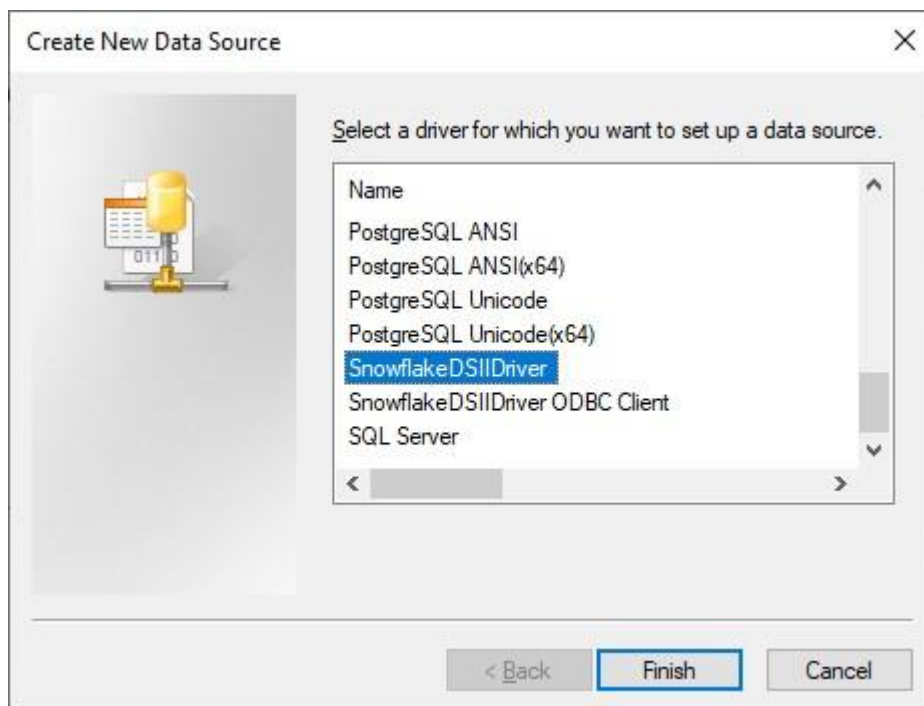 Create New Data Source
Select a driver for which you want to set up a data source.
Name
PostgreSQL ANSI
PostgreSQL ANSI(x64)
PostgreSQL Unicode
PostgreSQL Unicode(x64)
SnowflakeDSIIDriver
SnowflakeDSIIDriver ODBC Client
SQL Server
< Back
Finish
Cancel